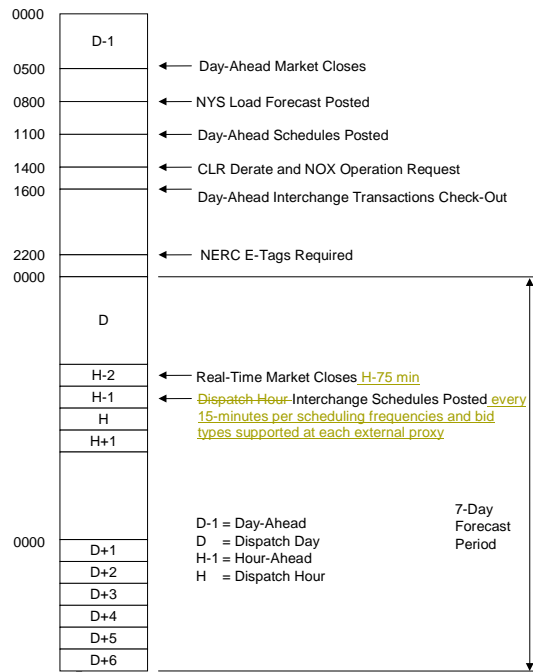 0000
D-1
0500
Day-Ahead Market Closes
0800
NYS Load Forecast Posted
1100
Day-Ahead Schedules Posted
1400
CLR Derate and NOX Operation Request
1600
Day-Ahead Interchange Transactions Check-Out
2200
NERC E-Tags Required
0000
D
H-2
Real-Time Market Closes H-75 min
H-1
Dispatch Hour Interchange Schedules Posted every
15-minutes per scheduling frequencies and bid
types supported at each external proxy
H
H+1
7-Day
Forecast
Period
D-1 = Day-Ahead
D = Dispatch Day
H-1 = Hour-Ahead
H = Dispatch Hour
0000
D+1
D+2
D+3
D+4
D+5
D+6